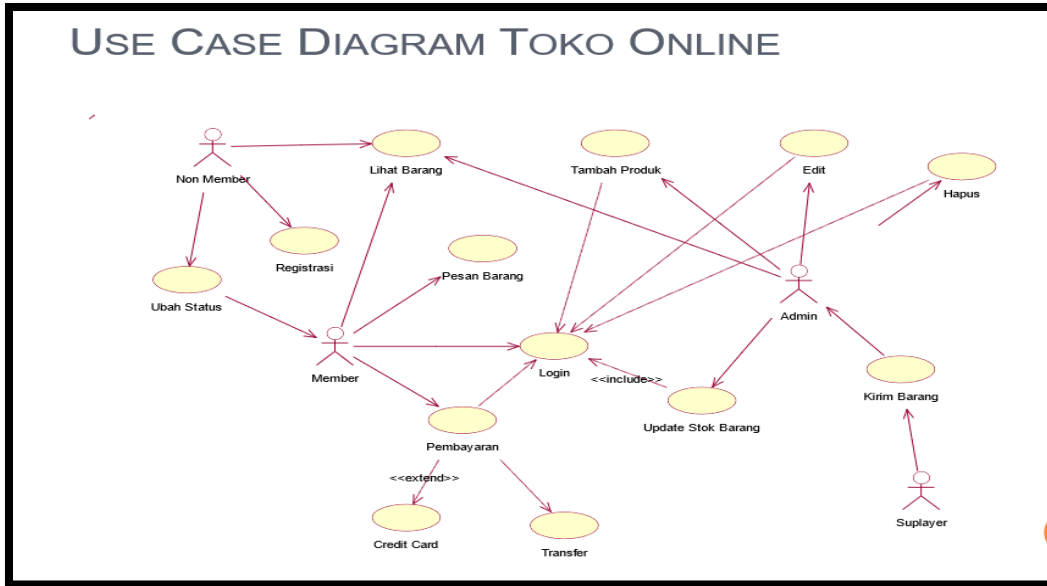 USE CASE DIAGRAM TOKO ONLINE
Non Member
Lihat Barang
Tambah Produk
Edit
Hapus
Registrasi
Pesan Barang
Ubah Status
Admin
Member
Login
<<include>>
Kirim Barang
Update Stok Barang
Pembayaran
<<extend>>
Suplayer
Credit Card
Transfer